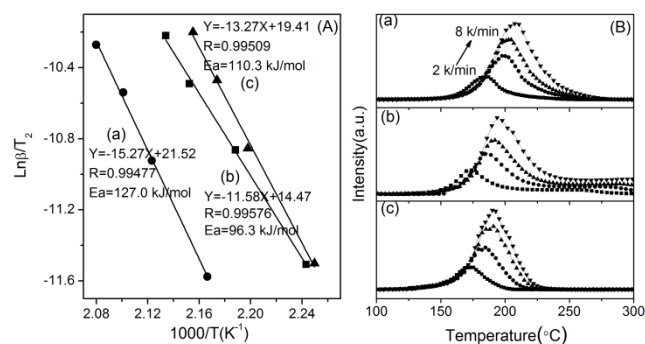 (A)
Y=-13.27X+19.41
R=0.99509
Ea=110.3 kJ/mol
(c)
(a)
Y=-15.27X+21.52
R=0.99477
Ea=127.0 kJ/mol
(b)
Y=-11.58X+14.47
R=0.99576
Ea=96.3 kJ/mol
Lnβ/T2
-10.4
-10.8
-11.2
-11.6
2.08 2.12 2.16 2.20 2.24
1000/T(K-1)
(B)
(a)
8 k/min
2 k/min
(b)
(c)
Intensity(a.u.)
100 150 200 250 300
Temperature(°C)